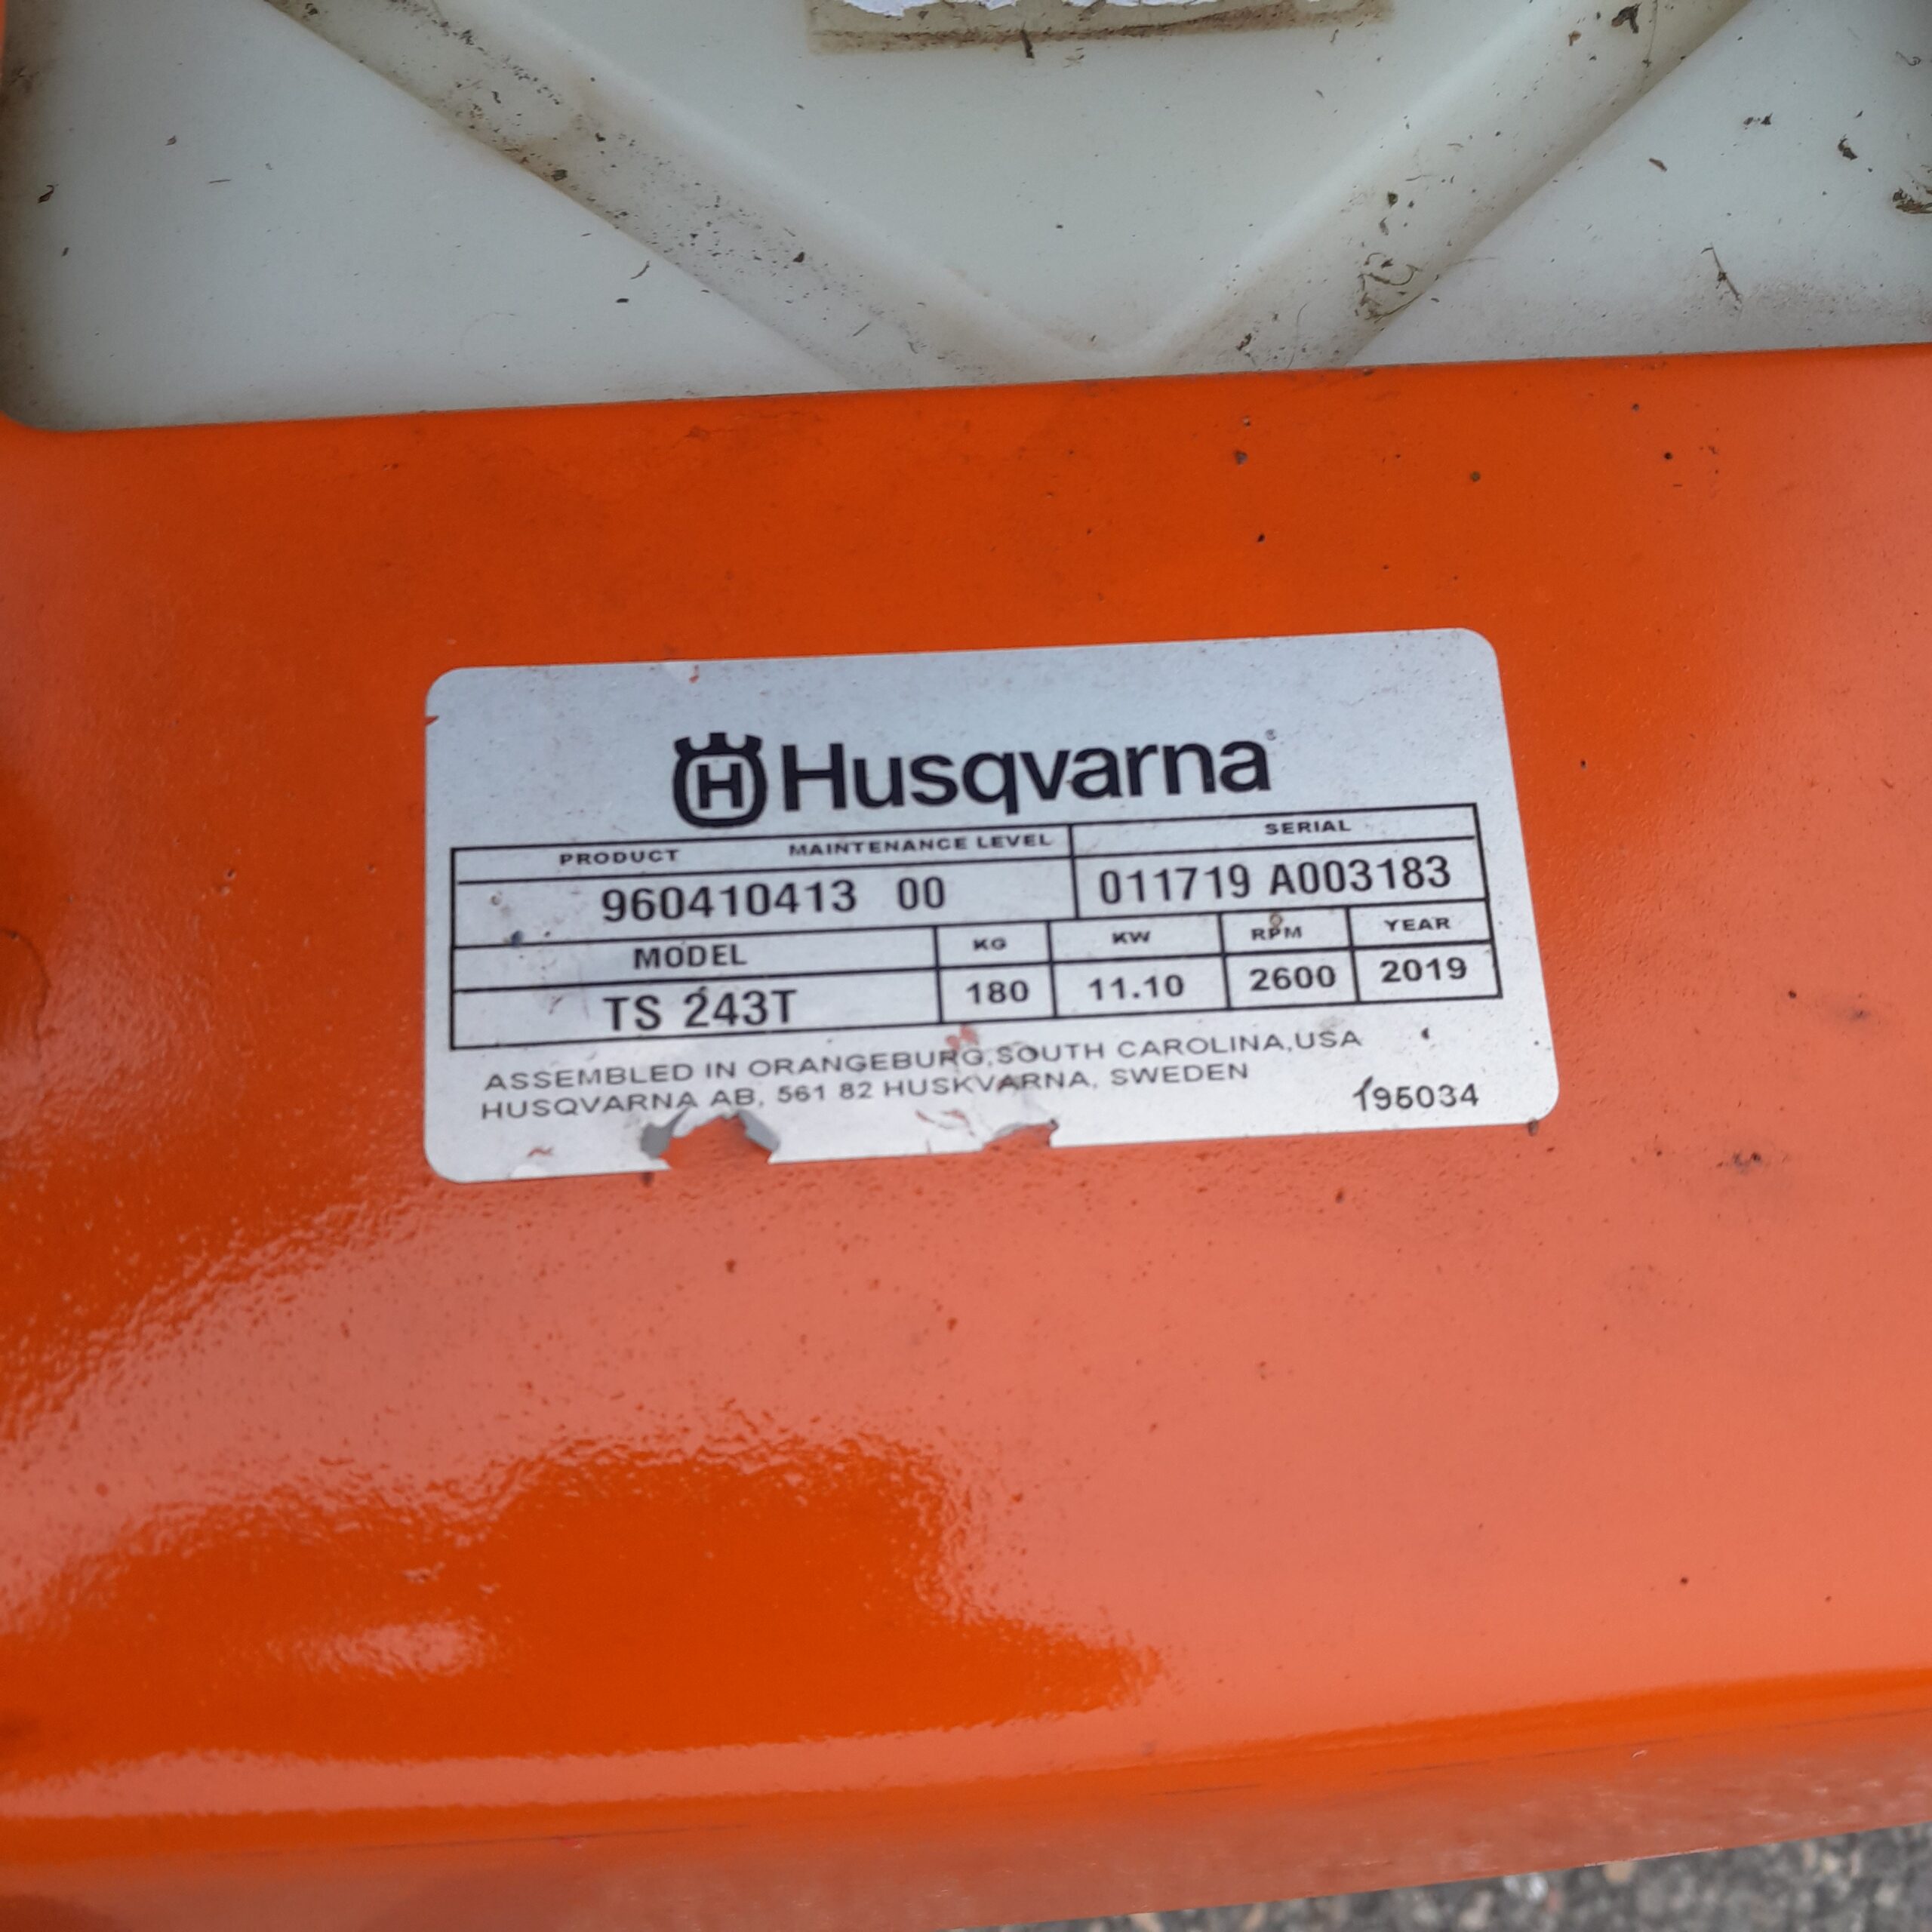 H Husqvarna®
PRODUCT MAINTENANCE LEVEL SERIAL
960410413 00 011719 A003183
MODEL KG KW RPM YEAR
TS 243T 180 11.10 2600 2019
ASSEMBLED IN ORANGEBURG,SOUTH CAROLINA,USA
HUSQVARNA AB, 561 82 HUSKVARNA, SWEDEN
195034